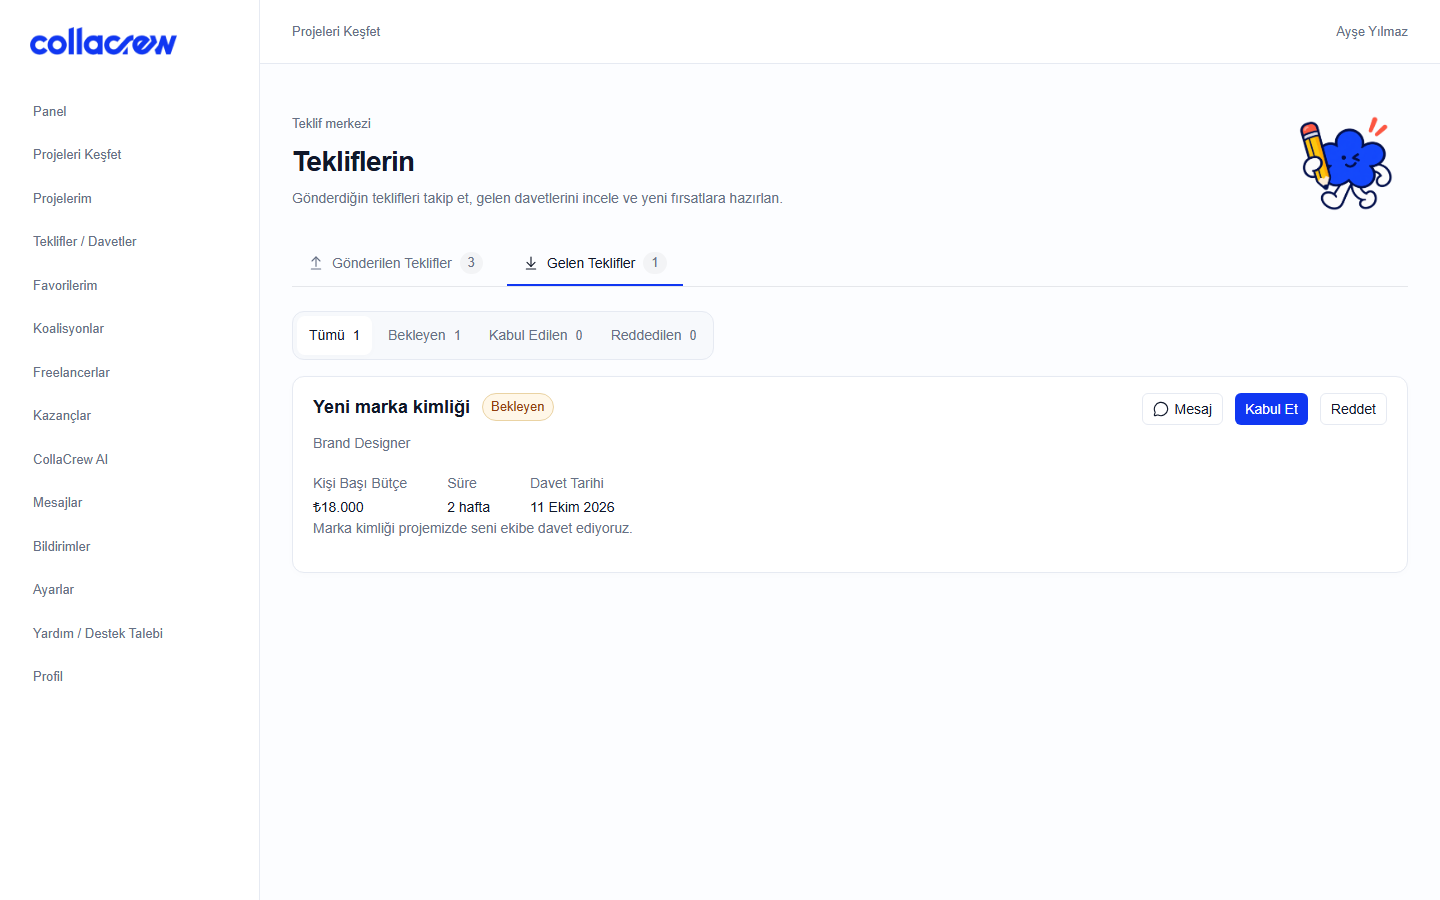 collacrew
Projeleri Keşfet
Ayşe Yılmaz
Panel
Projeleri Keşfet
Projelerim
Teklifler / Davetler
Favorilerim
Koalisyonlar
Freelancerlar
Kazançlar
CollaCrew AI
Mesajlar
Bildirimler
Ayarlar
Yardım / Destek Talebi
Profil
Teklif merkezi
Tekliflerin
Gönderdiğin teklifleri takip et, gelen davetlerini incele ve yeni fırsatlara hazırlan.
Gönderilen Teklifler 3
Gelen Teklifler 1
Tümü 1
Bekleyen 1
Kabul Edilen 0
Reddedilen 0
Yeni marka kimliği
Bekleyen
Mesaj
Kabul Et
Reddet
Brand Designer
Kişi Başı Bütçe
Süre
Davet Tarihi
₺18.000
2 hafta
11 Ekim 2026
Marka kimliği projemizde seni ekibe davet ediyoruz.